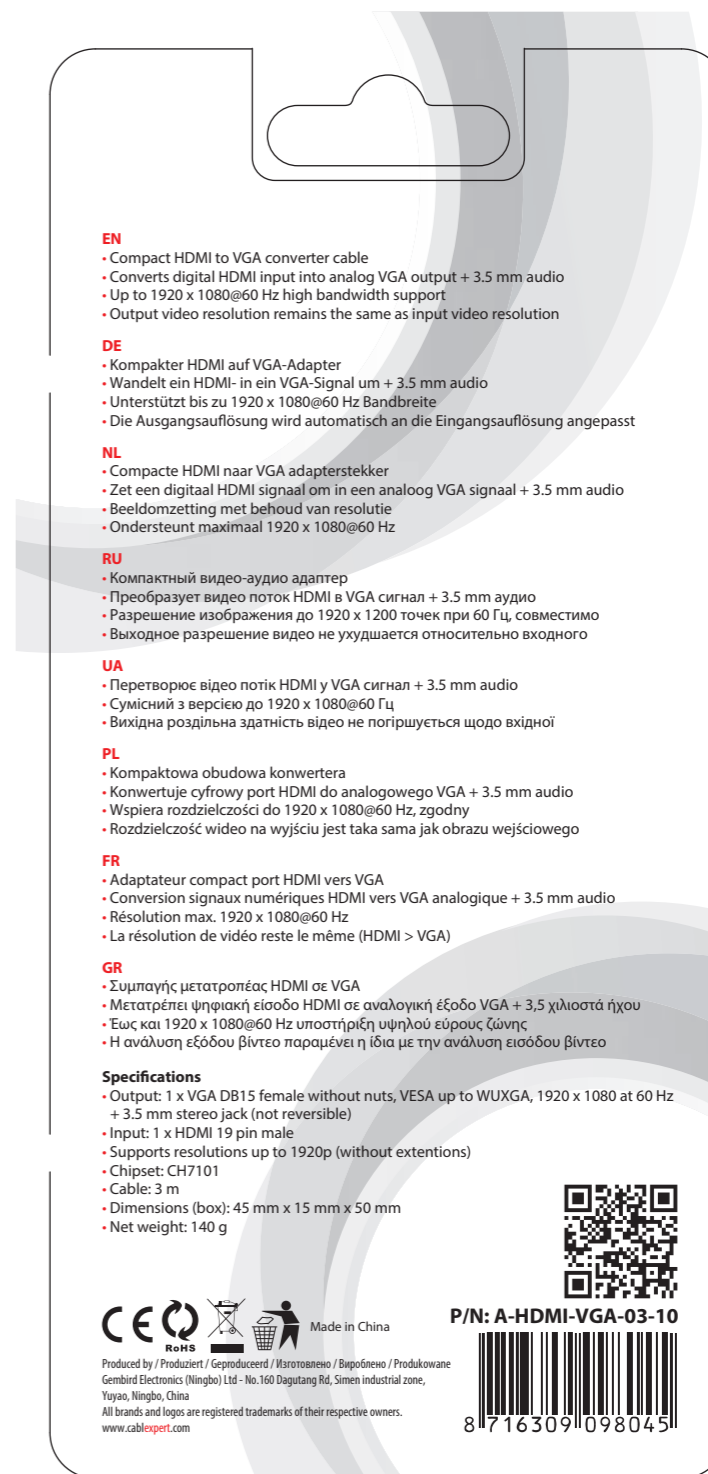 EN
• Compact HDMI to VGA converter cable
• Converts digital HDMI input into analog VGA output + 3.5 mm audio
• Up to 1920 x 1080@60 Hz high bandwidth support
• Output video resolution remains the same as input video resolution
DE
• Kompakter HDMI auf VGA-Adapter
• Wandelt ein HDMI- in ein VGA-Signal um + 3.5 mm audio
• Unterstützt bis zu 1920 x 1080@60 Hz Bandbreite
• Die Ausgangsauflösung wird automatisch an die Eingangsauflösung angepasst
NL
• Compacte HDMI naar VGA adapterstekker
• Zet een digitaal HDMI signaal om in een analoog VGA signaal + 3.5 mm audio
• Beeldomzetting met behoud van resolutie
• Ondersteunt maximaal 1920 x 1080@60 Hz
RU
• Компактный видео-аудио адаптер
• Преобразует видео поток HDMI в VGA сигнал + 3.5 mm аудио
• Разрешение изображения до 1920 x 1200 точек при 60 Гц, совместимо
• Выходное разрешение видео не ухудшается относительно входного
UA
• Перетворює відео потік HDMI у VGA сигнал + 3.5 mm audio
• Сумісний з версією до 1920 x 1080@60 Гц
• Вихідна роздільна здатність відео не погіршується щодо вхідної
PL
• Kompaktowa obudowa konwertera
• Konwertuje cyfrowy port HDMI do analogowego VGA + 3.5 mm audio
• Wspiera rozdzielczości do 1920 x 1080@60 Hz, zgodny
• Rozdzielczość wideo na wyjściu jest taka sama jak obrazu wejściowego
FR
• Adaptateur compact port HDMI vers VGA
• Conversion signaux numériques HDMI vers VGA analogique + 3.5 mm audio
• Résolution max. 1920 x 1080@60 Hz
• La résolution de vidéo reste le même (HDMI > VGA)
GR
• Συμπαγής μετατροπέας HDMI σε VGA
• Μετατρέπει ψηφιακή είσοδο HDMI σε αναλογική έξοδο VGA + 3,5 χιλιοστά ήχου
• Έως και 1920 x 1080@60 Hz υποστήριξη υψηλού εύρους ζώνης
• Η ανάλυση εξόδου βίντεο παραμένει η ίδια με την ανάλυση εισόδου βίντεο
Specifications
• Output: 1 x VGA DB15 female without nuts, VESA up to WUXGA, 1920 x 1080 at 60 Hz
+ 3.5 mm stereo jack (not reversible)
• Input: 1 x HDMI 19 pin male
• Supports resolutions up to 1920p (without extentions)
• Chipset: CH7101
• Cable: 3 m
• Dimensions (box): 45 mm x 15 mm x 50 mm
• Net weight: 140 g
CE
RoHS
Made in China
P/N: A-HDMI-VGA-03-10
Produced by / Produziert / Geproduceerd / Изготовлено / Вироблено / Produkowane
Gembird Electronics (Ningbo) Ltd - No.160 Dagutang Rd, Simen industrial zone,
Yuyao, Ningbo, China
All brands and logos are registered trademarks of their respective owners.
www.cablexpert.com
8 716309 098045